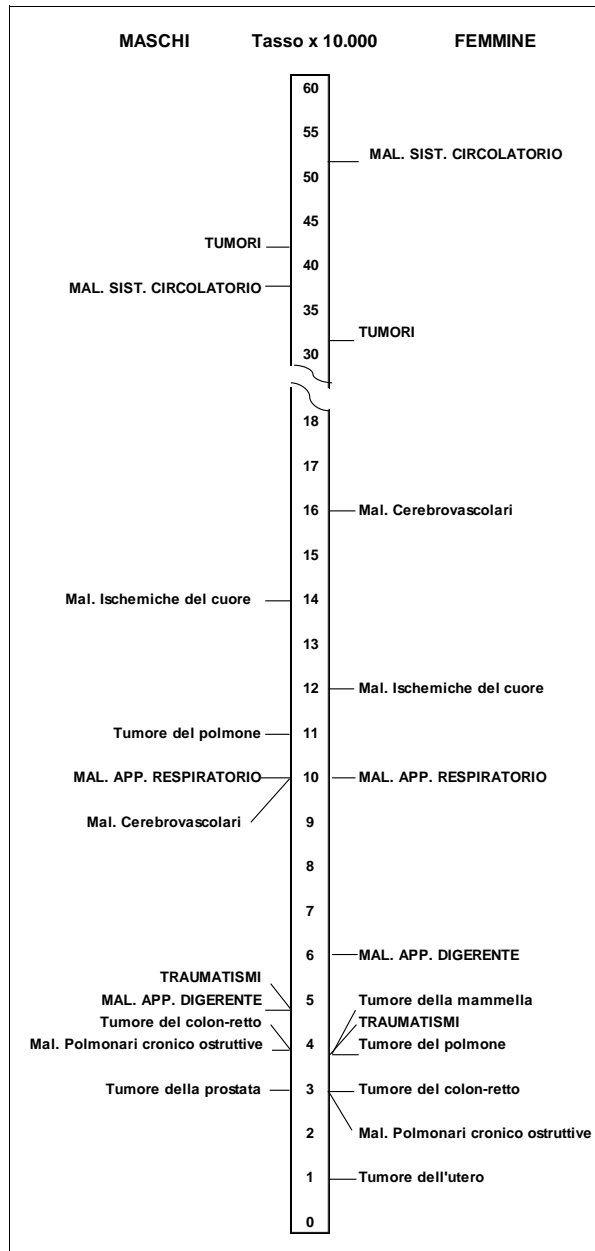 MASCHI Tasso x 10.000 FEMMINE
60
55
MAL. SIST. CIRCOLATORIO
50
45
TUMORI
40
MAL. SIST. CIRCOLATORIO
35
TUMORI
30
18
17
16 Mal. Cerebrovascolari
15
Mal. Ischemiche del cuore 14
13
12 Mal. Ischemiche del cuore
Tumore del polmone 11
MAL. APP. RESPIRATORIO 10 MAL. APP. RESPIRATORIO
Mal. Cerebrovascolari 9
8
7
6 MAL. APP. DIGERENTE
TRAUMATISMI
MAL. APP. DIGERENTE 5 Tumore della mammella
Tumore del colon-retto TRAUMATISMI
Mal. Polmonari cronico ostruttive 4 Tumore del polmone
Tumore della prostata 3 Tumore del colon-retto
2 Mal. Polmonari cronico ostruttive
1 Tumore dell'utero
0